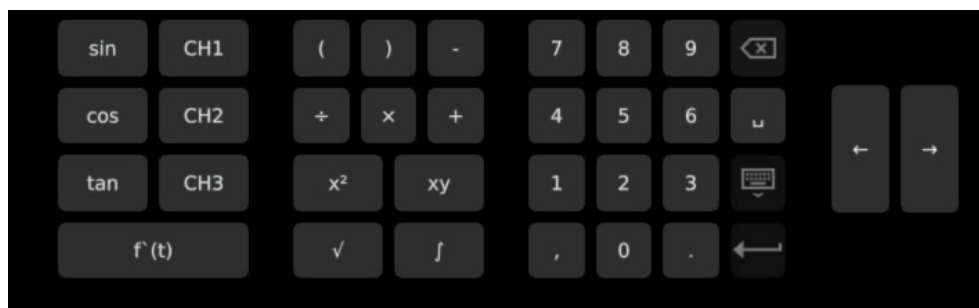 sin CH1 ( ) - 7 8 9
cos CH2 ÷ × + 4 5 6 ␣ ← →
tan CH3 x² xy 1 2 3
f`(t) √ ∫ , 0 .